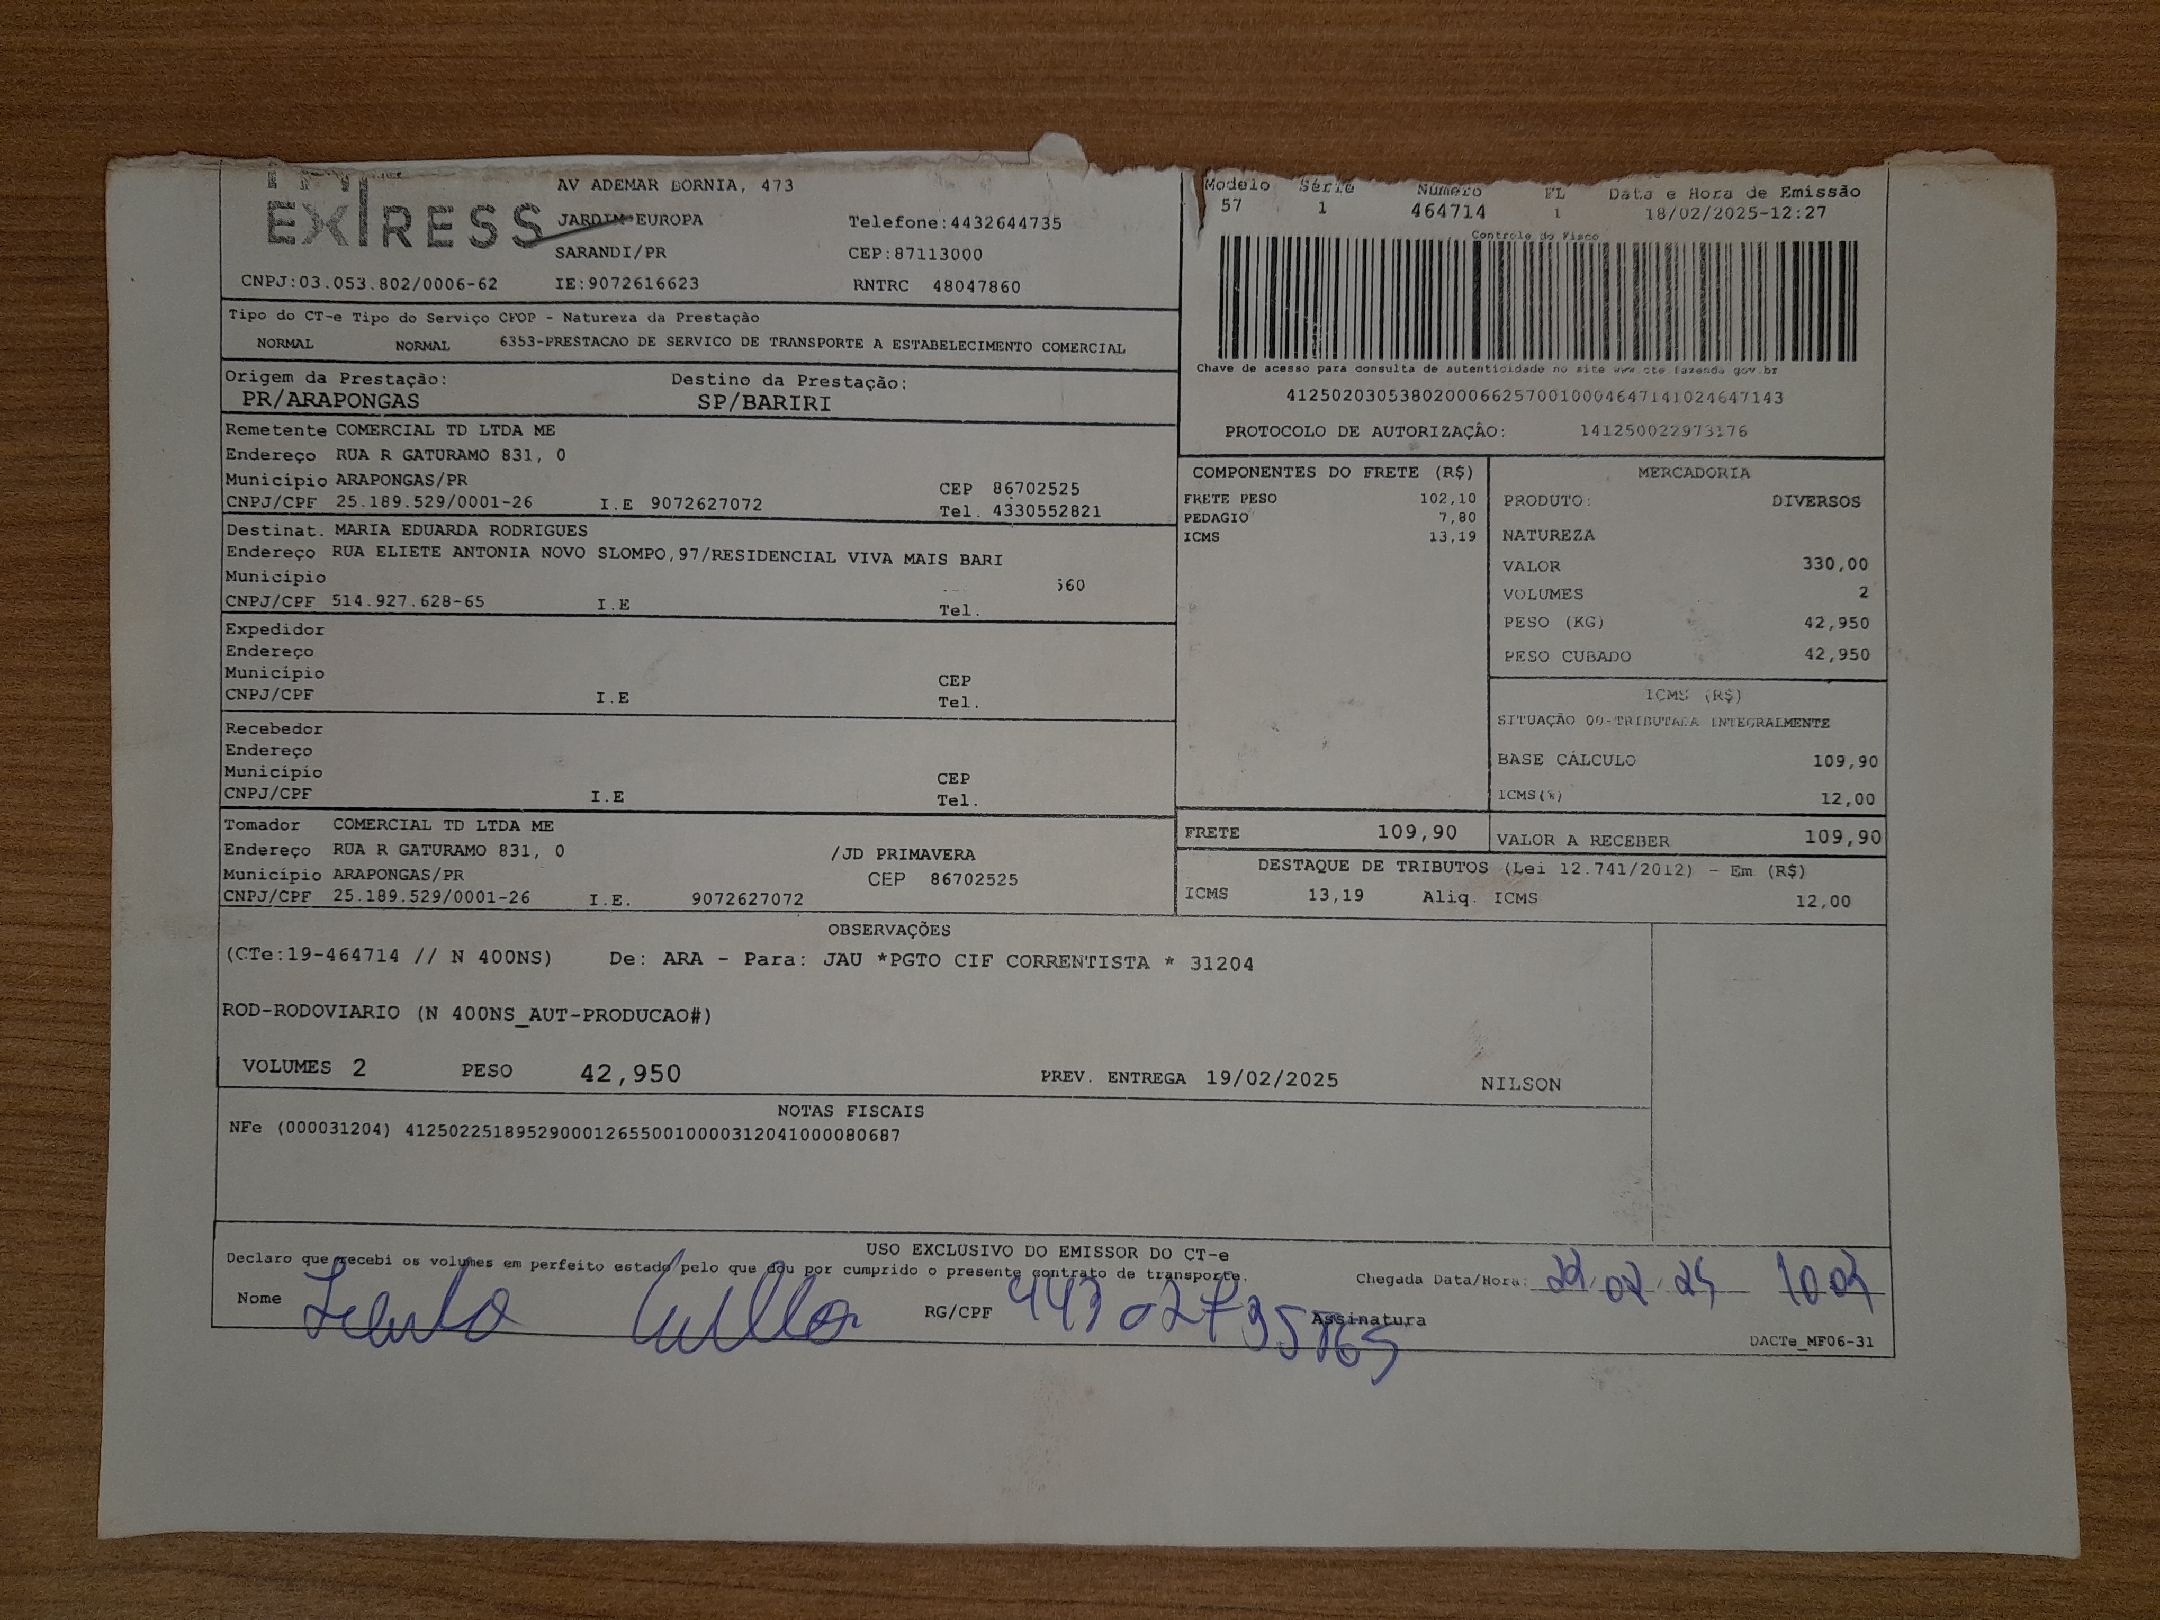 EXPRESS
AV ADEMAR BORNIA, 473
JARDIM EUROPA
Telefone:4432644735
SARANDI/PR
CEP:87113000
CNPJ:03.053.802/0006-62
IE:9072616623
RNTRC 48047860
Modelo Série Número FL Data e Hora de Emissão
57 1 464714 1 18/02/2025-12:27
Controle do Fisco
Chave de acesso para consulta de autenticidade no site www.cte.fazenda.gov.br
41250203053802000662570010004647141024647143
PROTOCOLO DE AUTORIZAÇÂO: 141250022973176
Tipo do CT-e Tipo do Serviço CFOP - Natureza da Prestação
NORMAL NORMAL 6353-PRESTACAO DE SERVICO DE TRANSPORTE A ESTABELECIMENTO COMERCIAL
Origem da Prestação: Destino da Prestação:
PR/ARAPONGAS SP/BARIRI
Remetente COMERCIAL TD LTDA ME
Endereço RUA R GATURAMO 831, 0
Município ARAPONGAS/PR CEP 86702525
CNPJ/CPF 25.189.529/0001-26 I.E 9072627072 Tel. 4330552821
Destinat. MARIA EDUARDA RODRIGUES
Endereço RUA ELIETE ANTONIA NOVO SLOMPO,97/RESIDENCIAL VIVA MAIS BARI
Município 560
CNPJ/CPF 514.927.628-65 I.E Tel.
Expedidor
Endereço
Município CEP
CNPJ/CPF I.E Tel.
Recebedor
Endereço
Município CEP
CNPJ/CPF I.E Tel.
Tomador COMERCIAL TD LTDA ME
Endereço RUA R GATURAMO 831, 0 /JD PRIMAVERA
Município ARAPONGAS/PR CEP 86702525
CNPJ/CPF 25.189.529/0001-26 I.E. 9072627072
COMPONENTES DO FRETE (R$)
FRETE PESO 102,10
PEDAGIO 7,80
ICMS 13,19
MERCADORIA
PRODUTO: DIVERSOS
NATUREZA
VALOR 330,00
VOLUMES 2
PESO (KG) 42,950
PESO CUBADO 42,950
ICMS (R$)
SITUAÇÃO 00-TRIBUTADA INTEGRALMENTE
BASE CÁLCULO 109,90
ICMS(%) 12,00
FRETE 109,90
VALOR A RECEBER 109,90
DESTAQUE DE TRIBUTOS (Lei 12.741/2012) - Em (R$)
ICMS 13,19 Aliq. ICMS 12,00
OBSERVAÇÕES
(CTe:19-464714 // N 400NS) De: ARA - Para: JAU *PGTO CIF CORRENTISTA * 31204
ROD-RODOVIARIO (N 400NS_AUT-PRODUCAO#)
VOLUMES 2 PESO 42,950 PREV. ENTREGA 19/02/2025 NILSON
NOTAS FISCAIS
NFe (000031204) 41250225189529000126550010000312041000080687
USO EXCLUSIVO DO EMISSOR DO CT-e
Declaro que recebi os volumes em perfeito estado pelo que dou por cumprido o presente contrato de transporte.
Chegada Data/Hora: 22/02/25
Nome
RG/CPF
Assinatura
DACTe_MF06-31